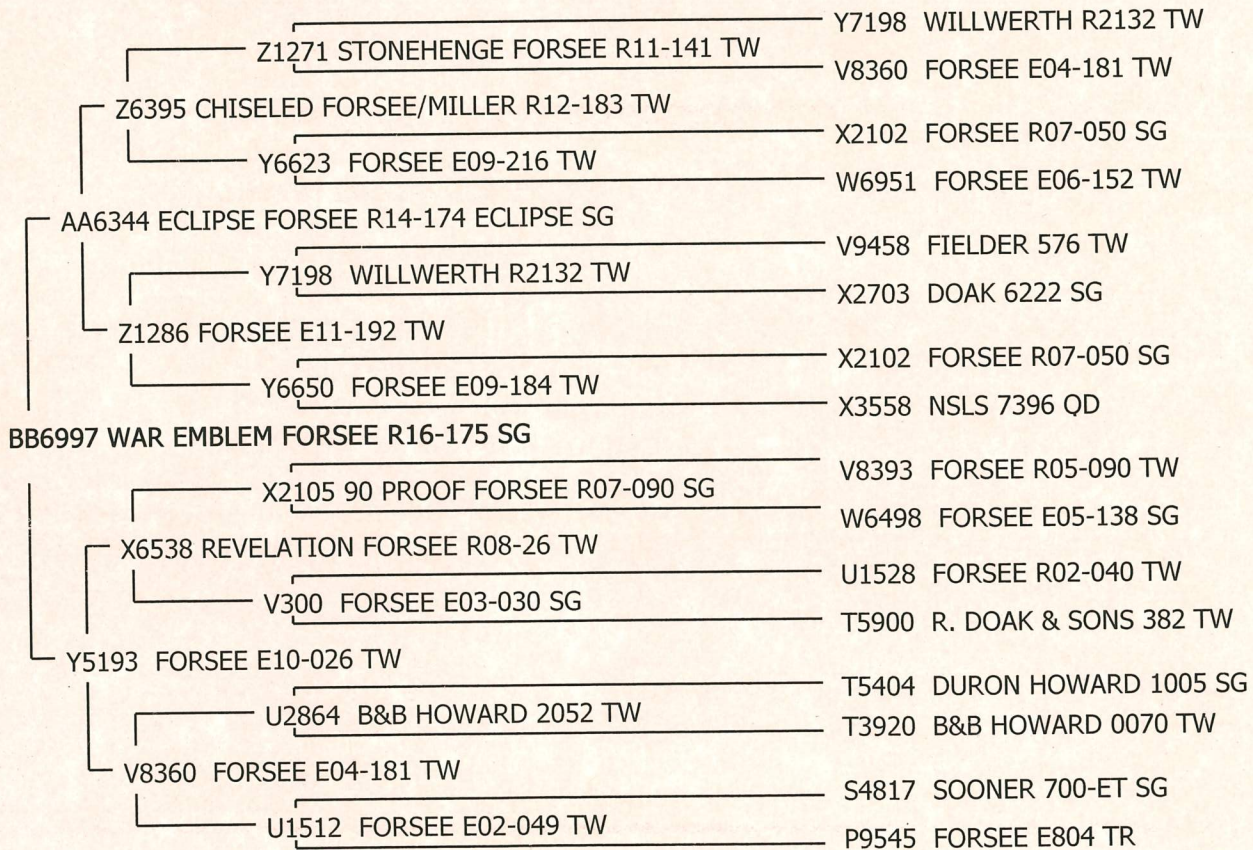 Y7198 WILLWERTH R2132 TW
Z1271 STONEHENGE FORSEE R11-141 TW
V8360 FORSEE E04-181 TW
Z6395 CHISELED FORSEE/MILLER R12-183 TW
X2102 FORSEE R07-050 SG
Y6623 FORSEE E09-216 TW
W6951 FORSEE E06-152 TW
AA6344 ECLIPSE FORSEE R14-174 ECLIPSE SG
V9458 FIELDER 576 TW
Y7198 WILLWERTH R2132 TW
X2703 DOAK 6222 SG
Z1286 FORSEE E11-192 TW
X2102 FORSEE R07-050 SG
Y6650 FORSEE E09-184 TW
X3558 NSLS 7396 QD
BB6997 WAR EMBLEM FORSEE R16-175 SG
V8393 FORSEE R05-090 TW
X2105 90 PROOF FORSEE R07-090 SG
W6498 FORSEE E05-138 SG
X6538 REVELATION FORSEE R08-26 TW
U1528 FORSEE R02-040 TW
V300 FORSEE E03-030 SG
T5900 R. DOAK & SONS 382 TW
Y5193 FORSEE E10-026 TW
T5404 DURON HOWARD 1005 SG
U2864 B&B HOWARD 2052 TW
T3920 B&B HOWARD 0070 TW
V8360 FORSEE E04-181 TW
S4817 SOONER 700-ET SG
U1512 FORSEE E02-049 TW
P9545 FORSEE E804 TR